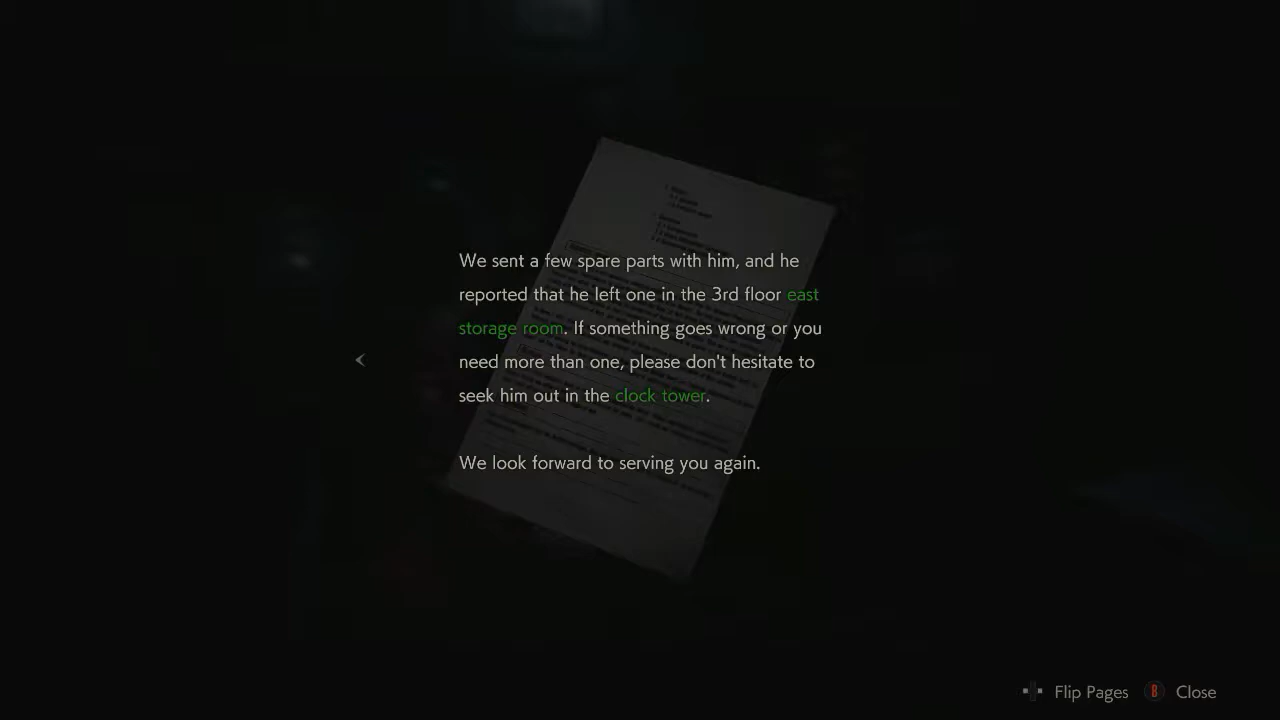 We sent a few spare parts with him, and he
reported that he left one in the 3rd floor east
storage room. If something goes wrong or you
need more than one, please don't hesitate to
seek him out in the clock tower.
We look forward to serving you again.
Flip Pages B Close